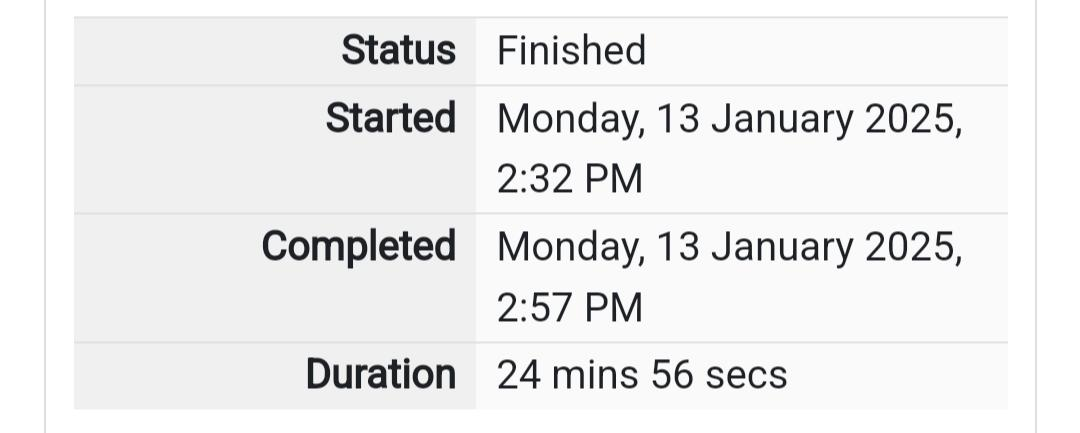 Status Finished
Started Monday, 13 January 2025,
2:32 PM
Completed Monday, 13 January 2025,
2:57 PM
Duration 24 mins 56 secs